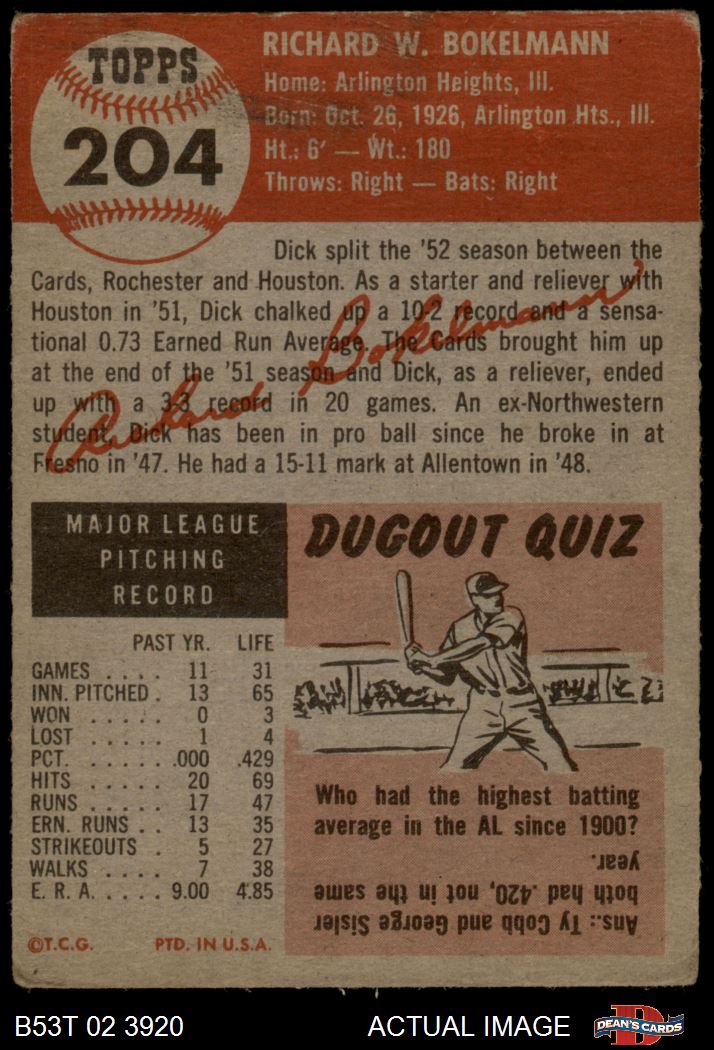 TOPPS
204
RICHARD W. BOKELMANN
Home: Arlington Heights, Ill.
Born: Oct. 26, 1926, Arlington Hts., Ill.
Ht.: 6' — Wt.: 180
Throws: Right — Bats: Right
Dick split the '52 season between the
Cards, Rochester and Houston. As a starter and reliever with
Houston in '51, Dick chalked up a 10-2 record and a sensa-
tional 0.73 Earned Run Average. The Cards brought him up
at the end of the '51 season and Dick, as a reliever, ended
up with a 3-3 record in 20 games. An ex-Northwestern
student, Dick has been in pro ball since he broke in at
Fresno in '47. He had a 15-11 mark at Allentown in '48.
Richard Bokelmann
MAJOR LEAGUE
PITCHING
RECORD
PAST YR. LIFE
GAMES . . . . 11 31
INN. PITCHED . 13 65
WON . . . . . 0 3
LOST . . . . . 1 4
PCT. . . . . . .000 .429
HITS . . . . . 20 69
RUNS . . . . . 17 47
ERN. RUNS . . 13 35
STRIKEOUTS . 5 27
WALKS . . . . 7 38
E. R. A. . . . . 9.00 4.85
©T.C.G. PTD. IN U.S.A.
DUGOUT QUIZ
Who had the highest batting
average in the AL since 1900?
Ans.: Ty Cobb and George Sisler
both had .420, not in the same
year.
B53T 02 3920
ACTUAL IMAGE
D
DEAN'S CARDS